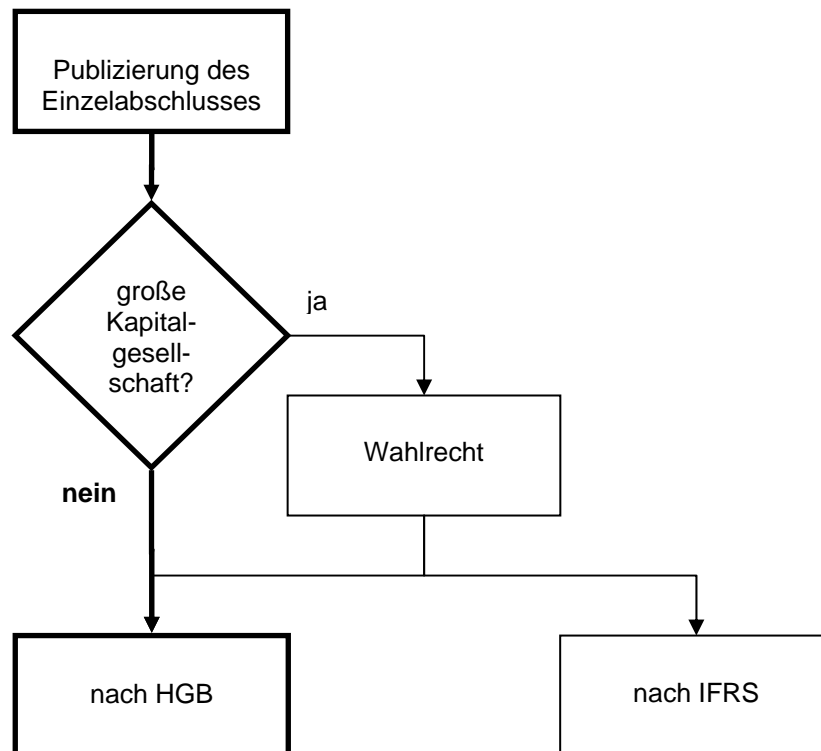 Publizierung des
Einzelabschlusses
große
Kapital-
gesell-
schaft?
ja
Wahlrecht
nein
nach HGB
nach IFRS